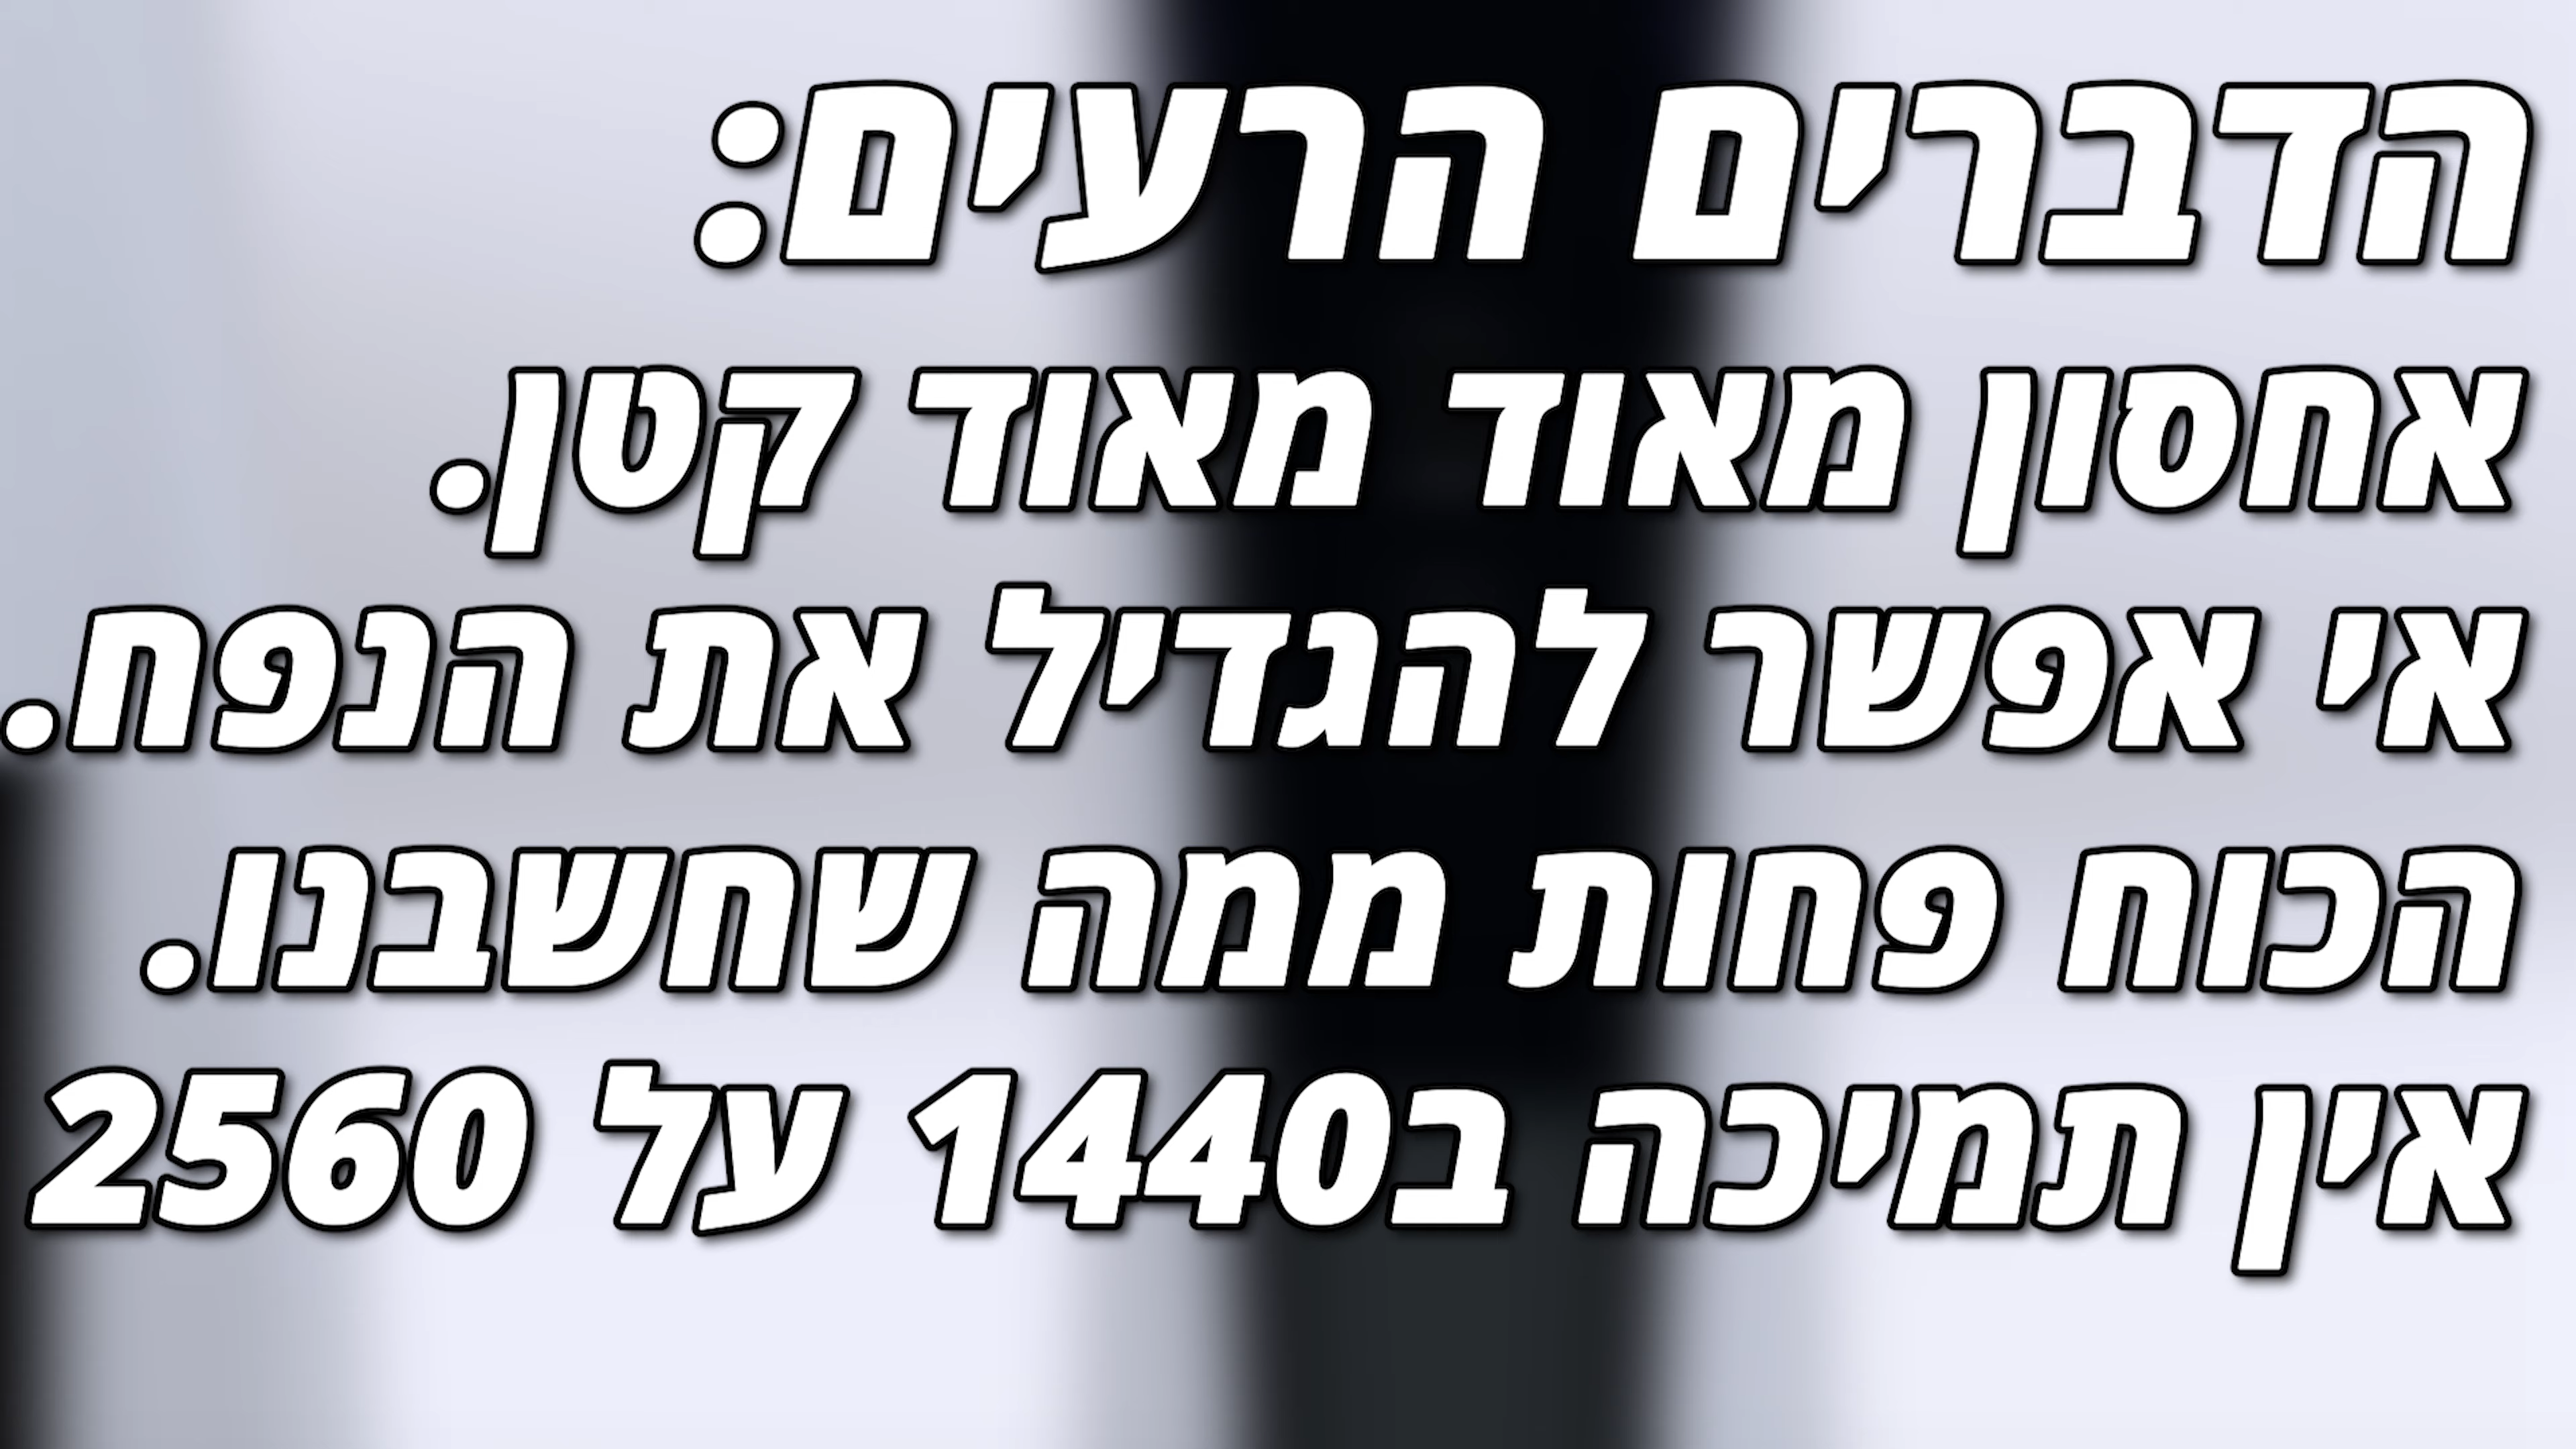 הדברים הרעים:
אחסון מאוד מאוד קטן.
אי אפשר להגדיל את הנפח.
הכוח פחות ממה שחשבנו.
אין תמיכה ב1440 על 2560